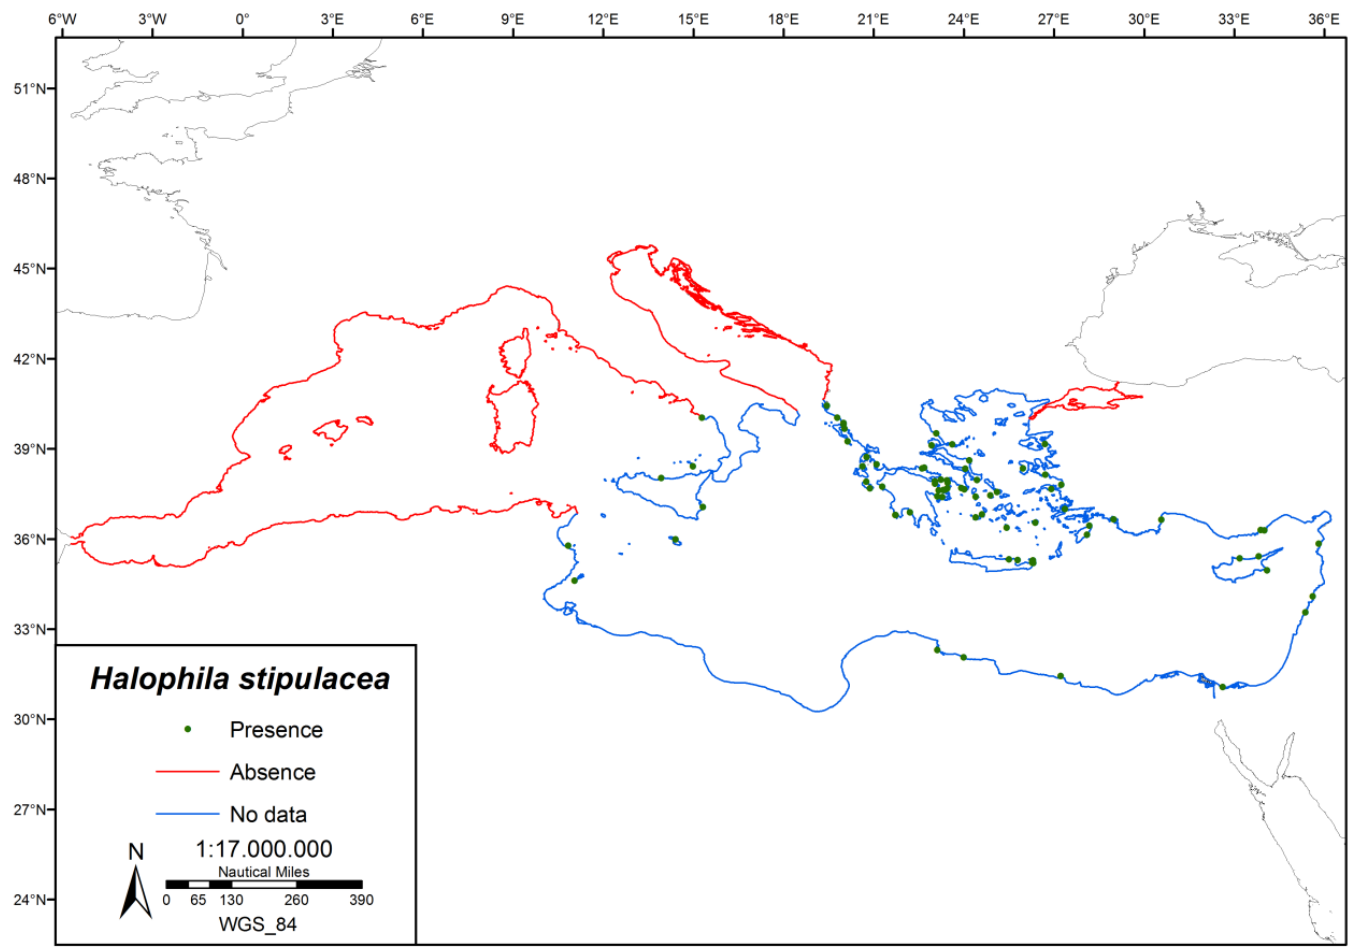 6°W 3°W 0° 3°E 6°E 9°E 12°E 15°E 18°E 21°E 24°E 27°E 30°E 33°E 36°E
51°N
48°N
45°N
42°N
39°N
36°N
33°N
30°N
27°N
24°N
Halophila stipulacea
Presence
Absence
No data
N
1:17.000.000
Nautical Miles
0 65 130 260 390
WGS_84